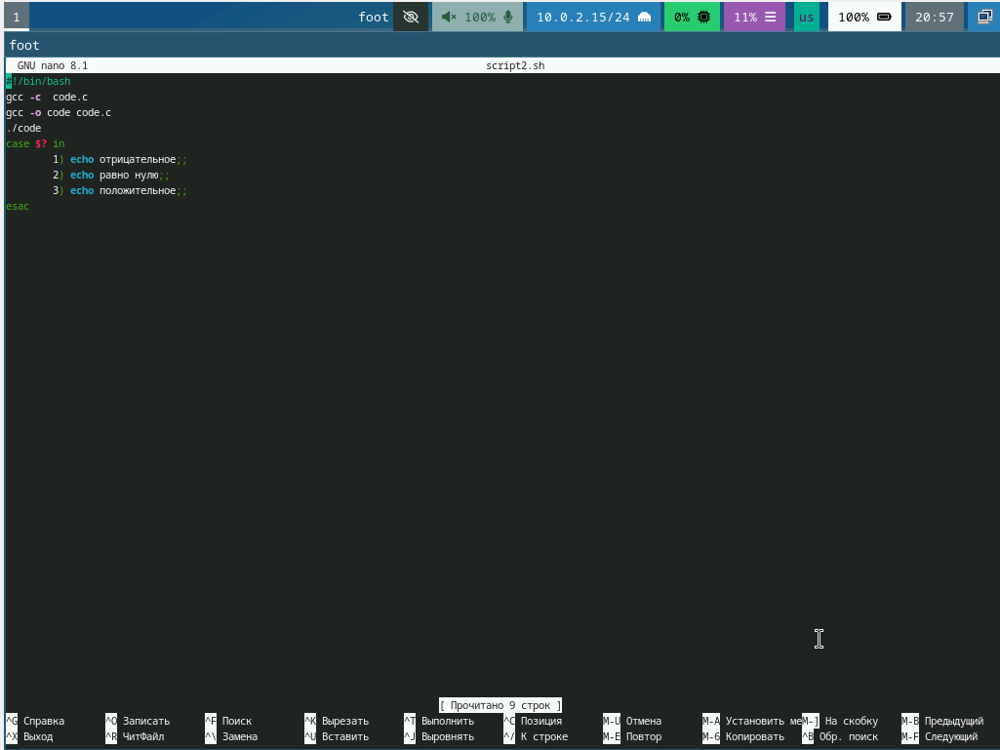 1 foot 100% 10.0.2.15/24 0% 11% us 100% 20:57
foot
GNU nano 8.1 script2.sh
#!/bin/bash
gcc -c  code.c
gcc -o code code.c
./code
case $? in
        1) echo отрицательное;;
        2) echo равно нулю;;
        3) echo положительное;;
esac
[ Прочитано 9 строк ]
^G Справка ^O Записать ^F Поиск ^K Вырезать ^T Выполнить ^C Позиция M-U Отмена M-A Установить меM-] На скобку M-B Предыдущий
^X Выход ^R ЧитФайл ^\ Замена ^U Вставить ^J Выровнять ^/ К строке M-E Повтор M-6 Копировать ^B Обр. поиск M-F Следующий